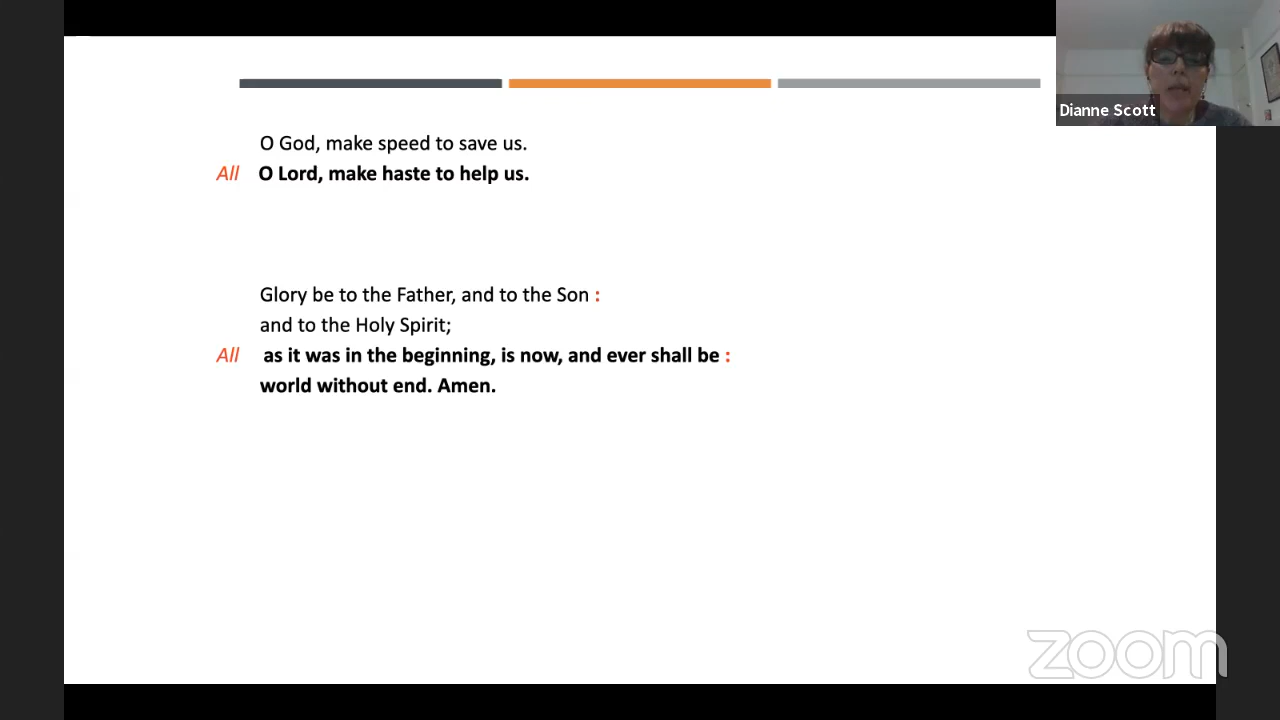 Dianne Scott
O God, make speed to save us.
All O Lord, make haste to help us.
Glory be to the Father, and to the Son :
and to the Holy Spirit;
All as it was in the beginning, is now, and ever shall be :
world without end. Amen.
zoom